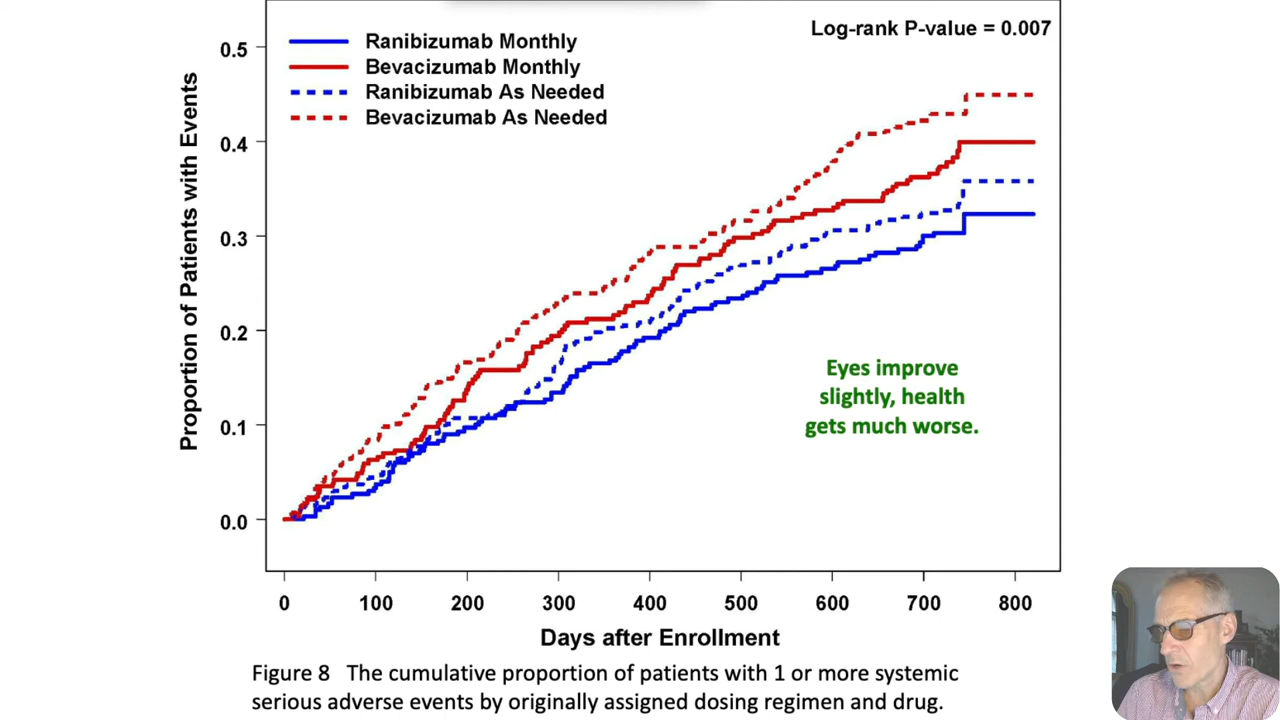 Log-rank P-value = 0.007
Ranibizumab Monthly
Bevacizumab Monthly
Ranibizumab As Needed
Bevacizumab As Needed
Proportion of Patients with Events
0.5
0.4
0.3
0.2
0.1
0.0
Eyes improve
slightly, health
gets much worse.
0 100 200 300 400 500 600 700 800
Days after Enrollment
Figure 8 The cumulative proportion of patients with 1 or more systemic
serious adverse events by originally assigned dosing regimen and drug.